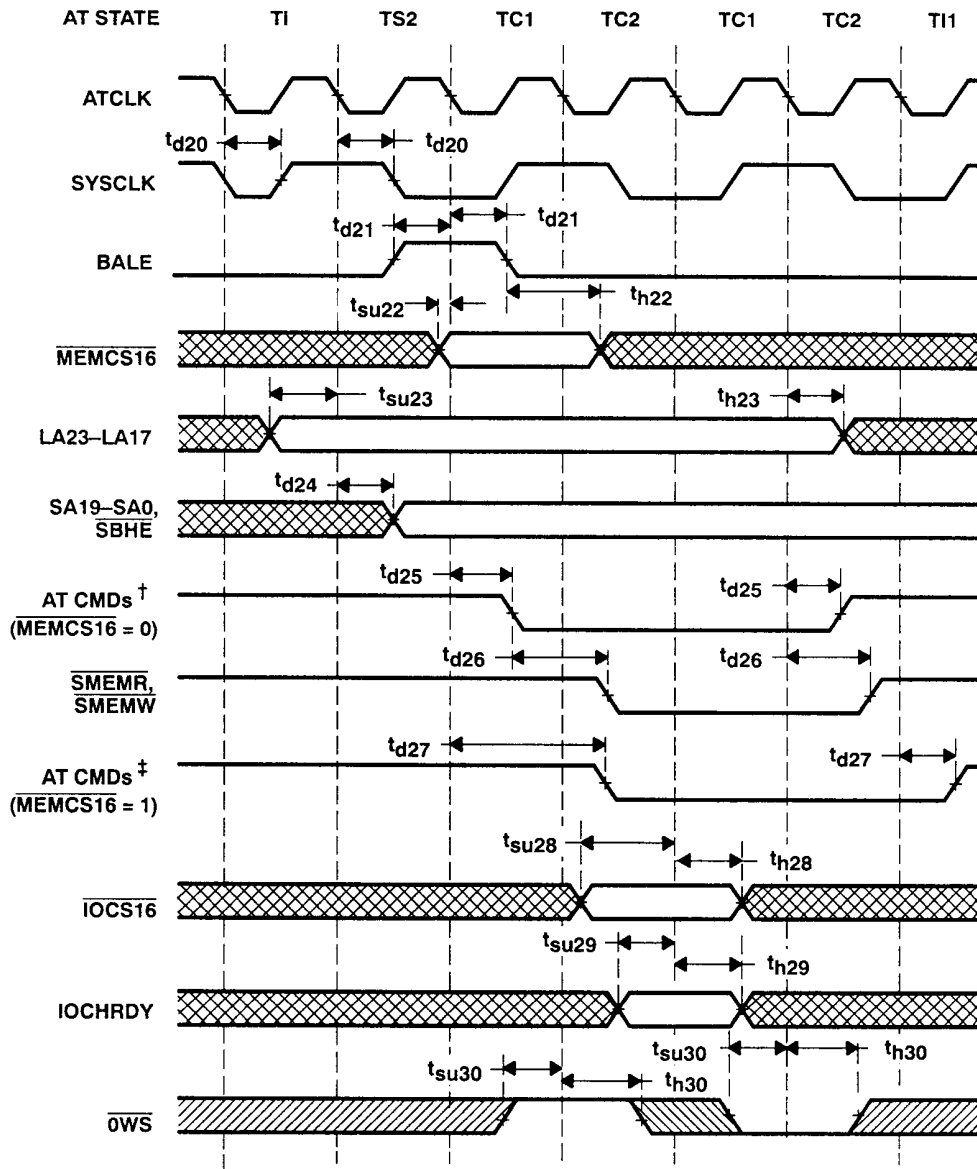 AT STATE TI TS2 TC1 TC2 TC1 TC2 TI1
ATCLK
td20 td20
SYSCLK
td21 td21
BALE
tsu22 th22
MEMCS16
tsu23 th23
LA23–LA17
td24
SA19–SA0,
SBHE
td25 td25
AT CMDs †
(MEMCS16 = 0)
td26 td26
SMEMR,
SMEMW
td27 td27
AT CMDs ‡
(MEMCS16 = 1)
tsu28 th28
IOCS16
tsu29 th29
IOCHRDY
tsu30 th30
tsu30 th30
0WS